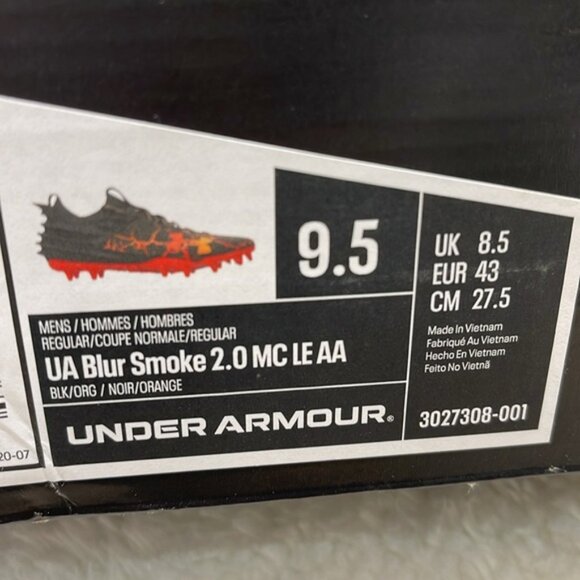 9.5
UK 8.5
EUR 43
CM 27.5
MENS / HOMMES / HOMBRES
REGULAR/COUPE NORMALE/REGULAR
UA Blur Smoke 2.0 MC LE AA
BLK/ORG / NOIR/ORANGE
Made In Vietnam
Fabriqué Au Vietnam
Hecho En Vietnam
Feito No Vietnã
UNDER ARMOUR®
3027308-001
20-07